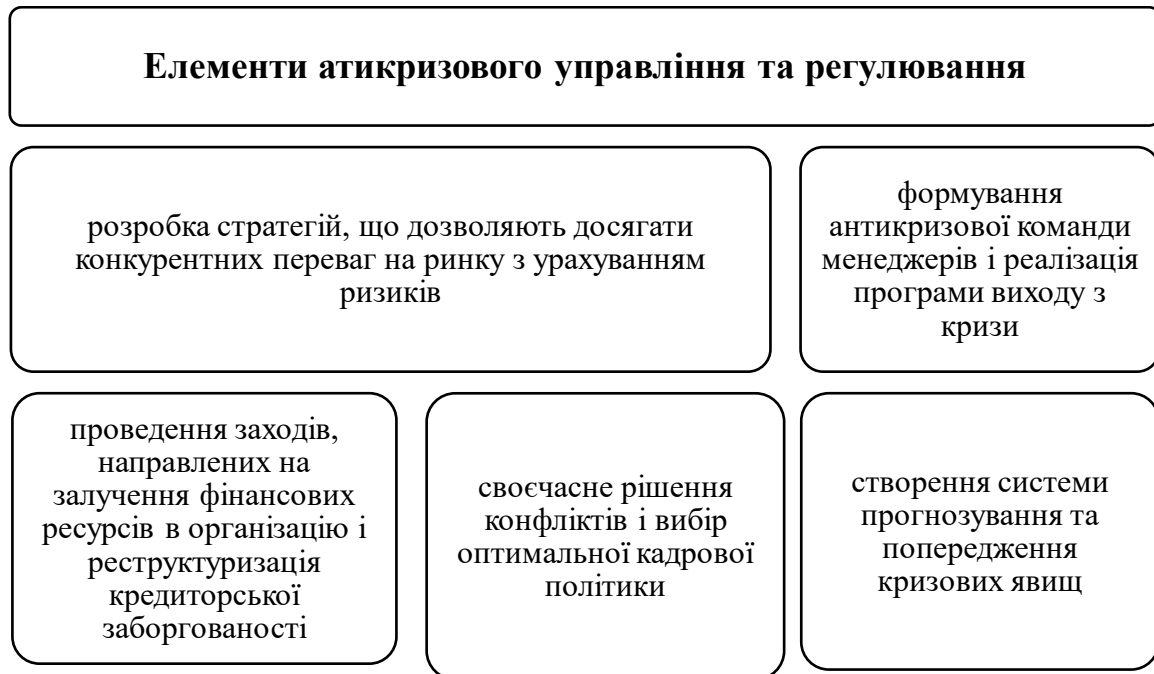 Елементи атикризового управління та регулювання
розробка стратегій, що дозволяють досягати
конкурентних переваг на ринку з урахуванням
ризиків
формування
антикризової команди
менеджерів і реалізація
програми виходу з
кризи
проведення заходів,
направлених на
залучення фінансових
ресурсів в організацію і
реструктуризація
кредиторської
заборгованості
своєчасне рішення
конфліктів і вибір
оптимальної кадрової
політики
створення системи
прогнозування та
попередження
кризових явищ